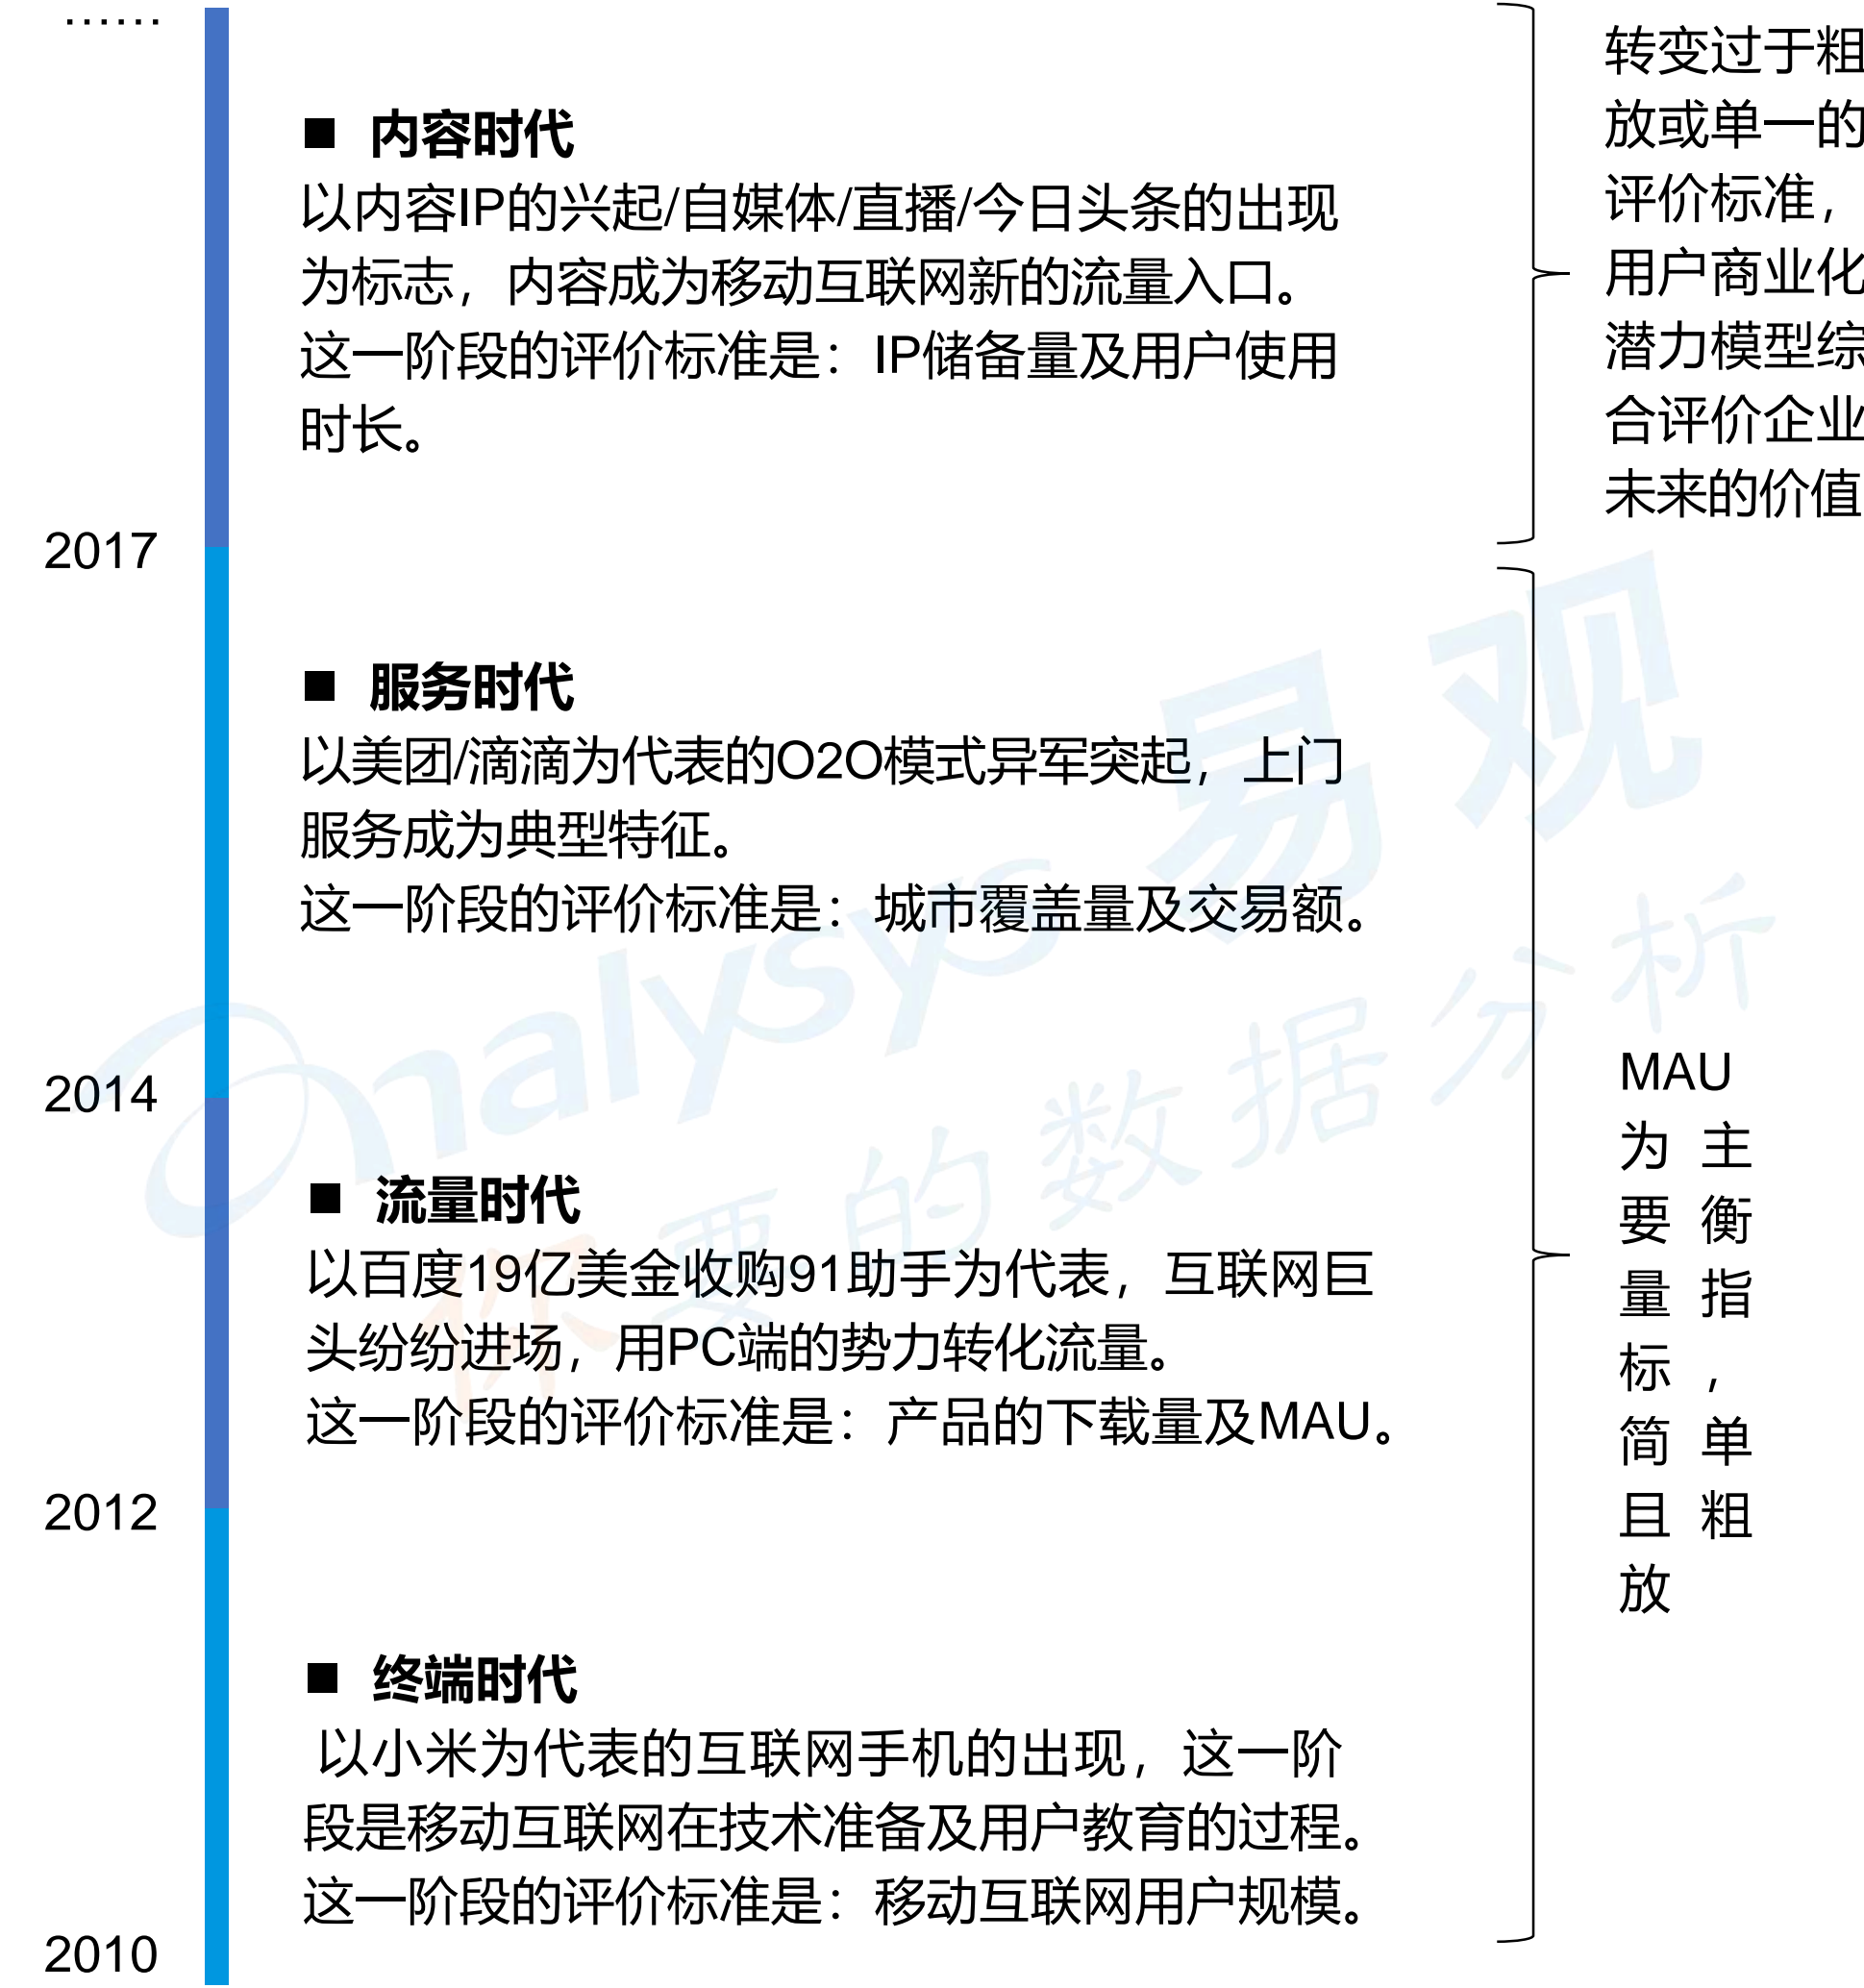 ……
■ 内容时代
以内容IP的兴起/自媒体/直播/今日头条的出现
为标志，内容成为移动互联网新的流量入口。
这一阶段的评价标准是：IP储备量及用户使用
时长。
转变过于粗
放或单一的
评价标准，
用户商业化
潜力模型综
合评价企业
未来的价值
2017
■ 服务时代
以美团/滴滴为代表的O2O模式异军突起，上门
服务成为典型特征。
这一阶段的评价标准是：城市覆盖量及交易额。
2014
■ 流量时代
以百度19亿美金收购91助手为代表，互联网巨
头纷纷进场，用PC端的势力转化流量。
这一阶段的评价标准是：产品的下载量及MAU。
MAU
为 主
要 衡
量 指
标 ，
简 单
且 粗
放
2012
■ 终端时代
以小米为代表的互联网手机的出现，这一阶
段是移动互联网在技术准备及用户教育的过程。
这一阶段的评价标准是：移动互联网用户规模。
2010
analysys 易观
你要的数据分析